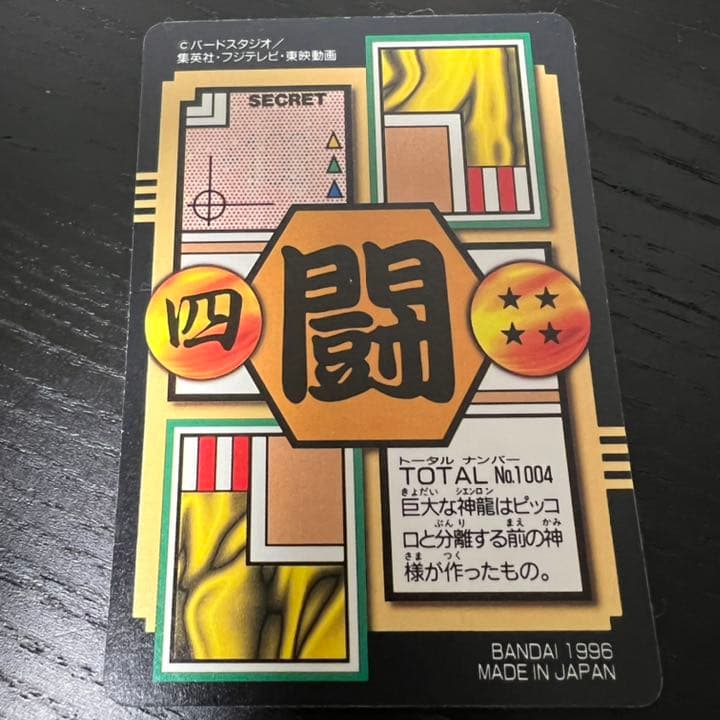 ©バードスタジオ/
集英社・フジテレビ・東映動画
SECRET
四
闘
トータル ナンバー
TOTAL No.1004
きょだい シエンロン
巨大な神龍はピッコ
ぶんり まえ かみ
ロと分離する前の神
さま つく
様が作ったもの。
BANDAI 1996
MADE IN JAPAN